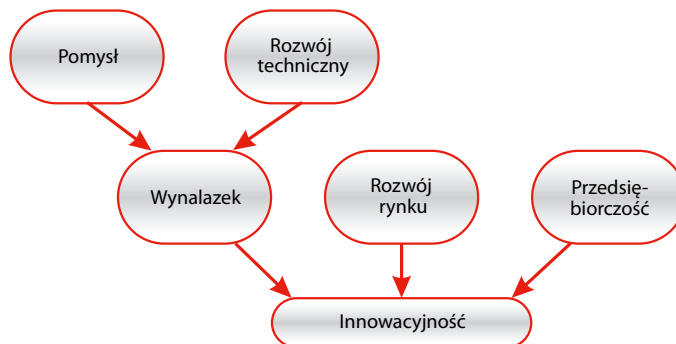 Pomysł
Rozwój
techniczny
Wynalazek
Rozwój
rynku
Przedsię-
biorczość
Innowacyjność